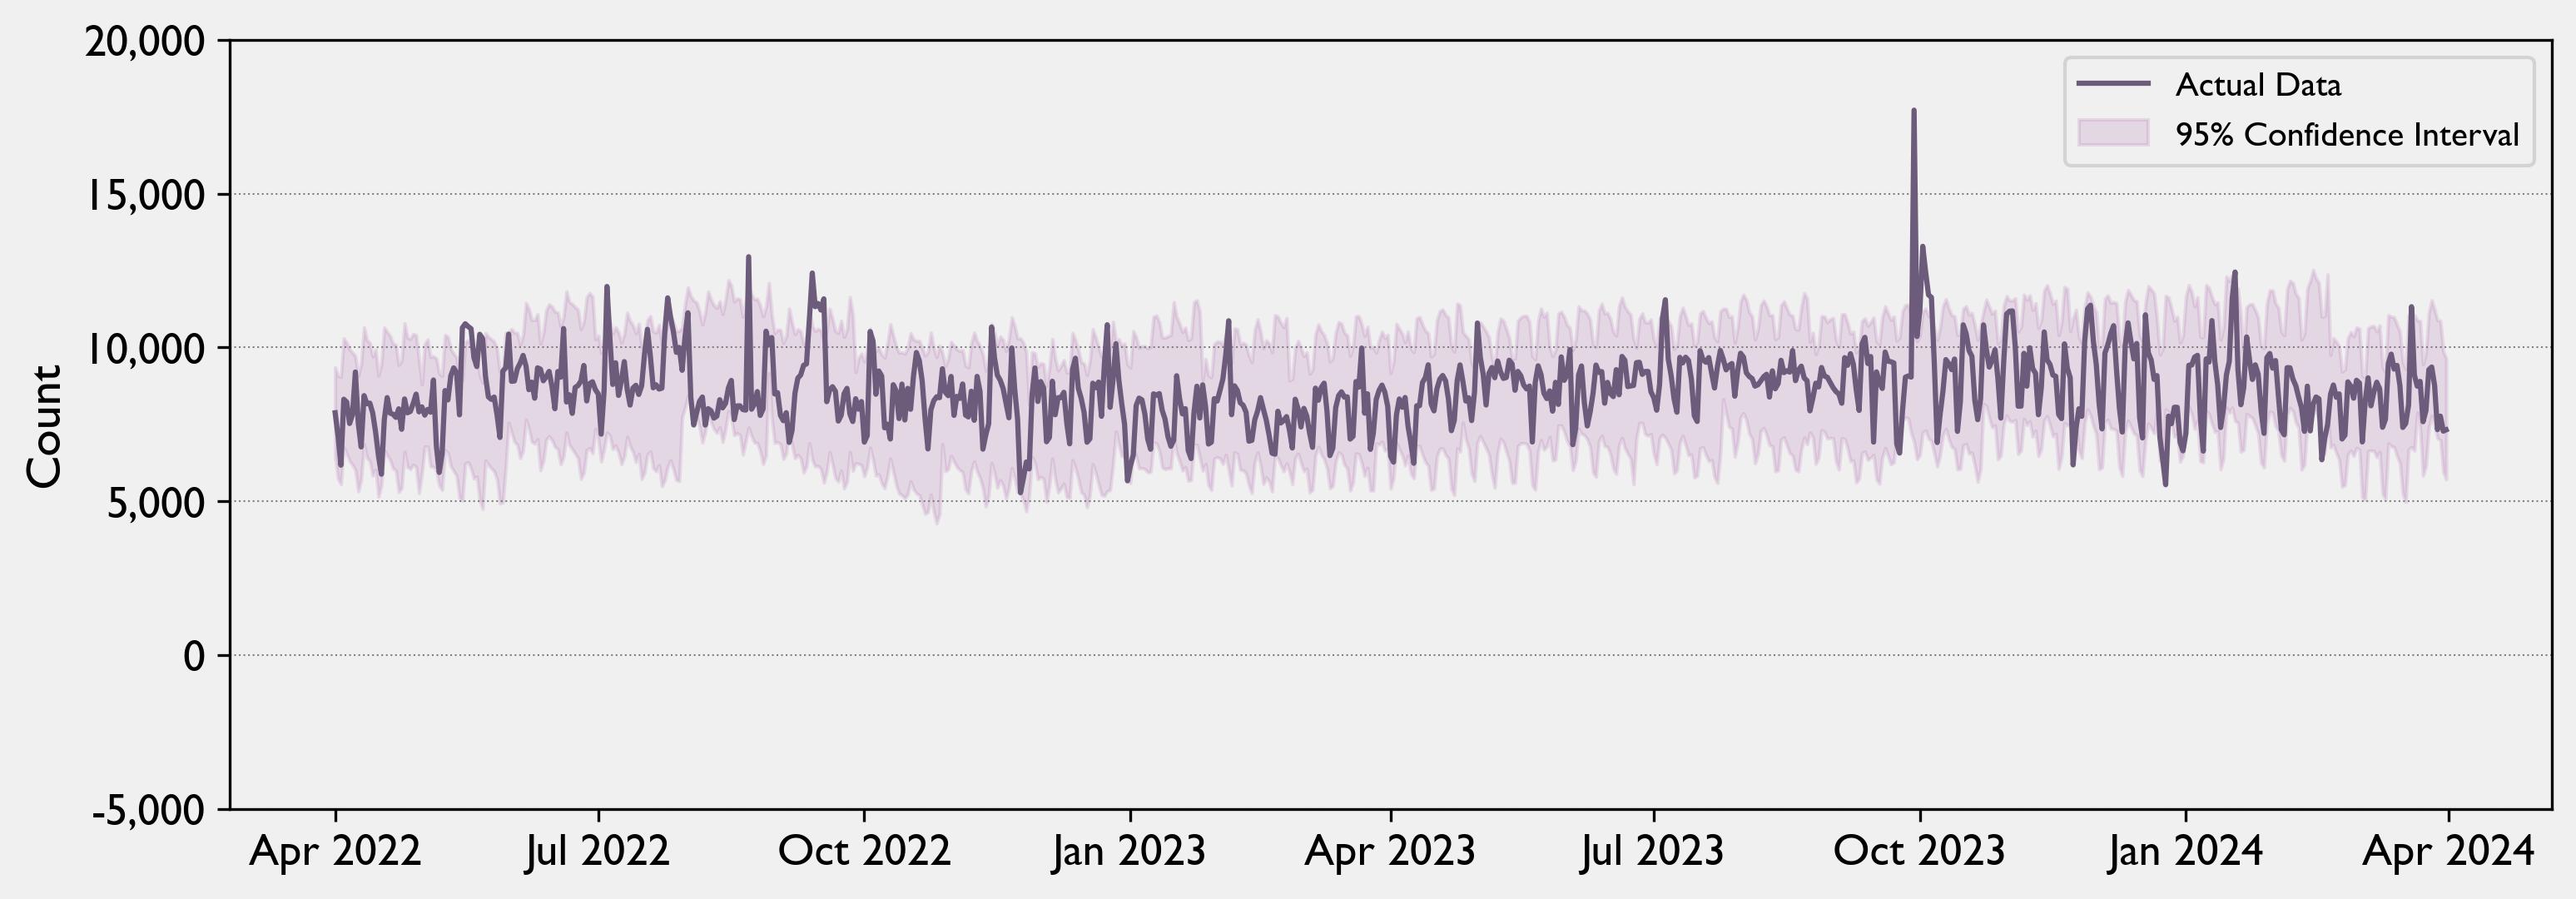 20,000
15,000
10,000
5,000
0
-5,000
Count
Actual Data
95% Confidence Interval
Apr 2022
Jul 2022
Oct 2022
Jan 2023
Apr 2023
Jul 2023
Oct 2023
Jan 2024
Apr 2024